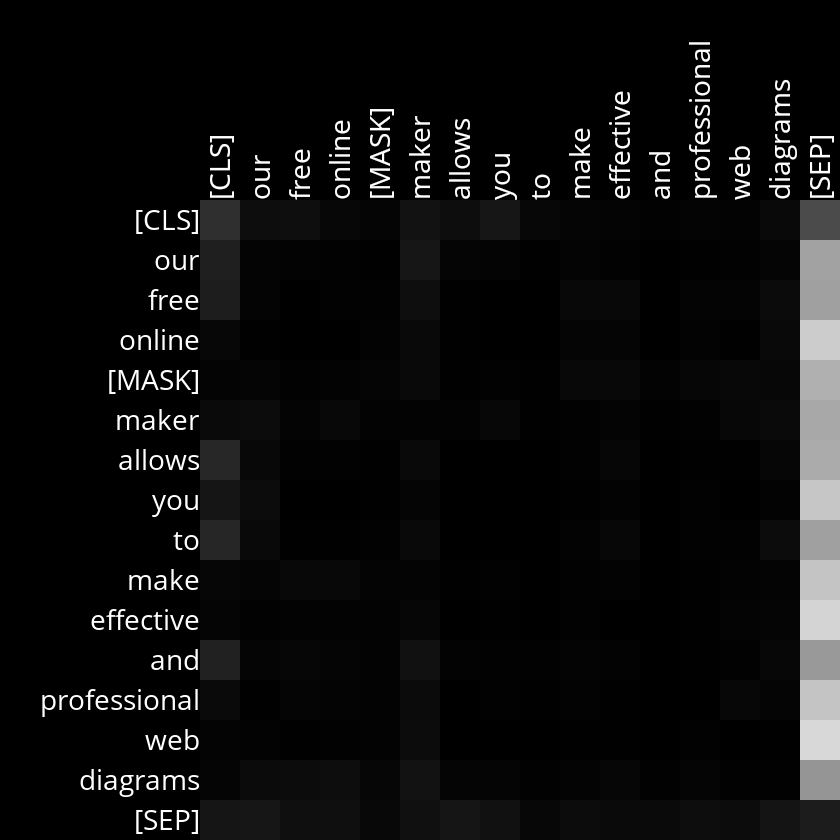 [CLS] our free online [MASK] maker allows you to make effective and professional web diagrams [SEP]
[CLS]
our
free
online
[MASK]
maker
allows
you
to
make
effective
and
professional
web
diagrams
[SEP]